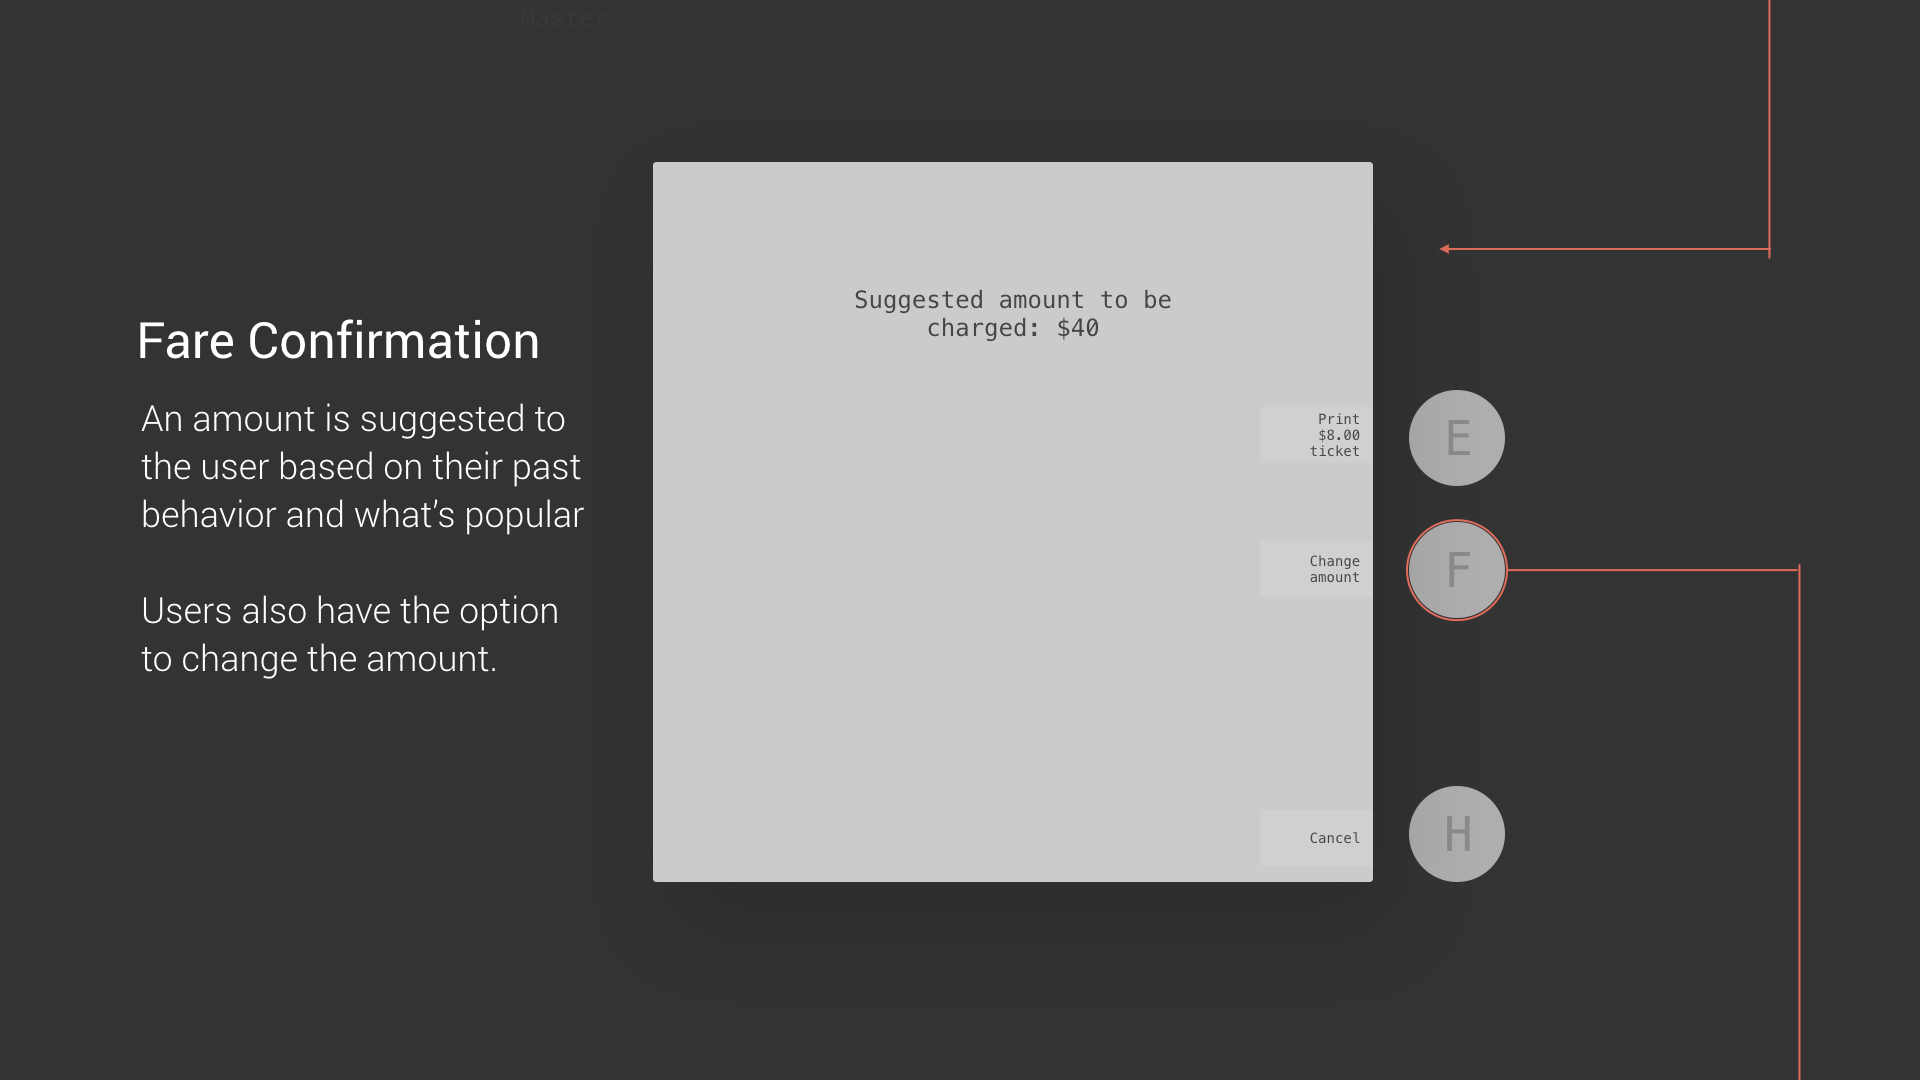 Master
Fare Confirmation
An amount is suggested to
the user based on their past
behavior and what's popular
Users also have the option
to change the amount.
Suggested amount to be
charged: $40
Print
$8.00
ticket
E
Change
amount
F
Cancel
H